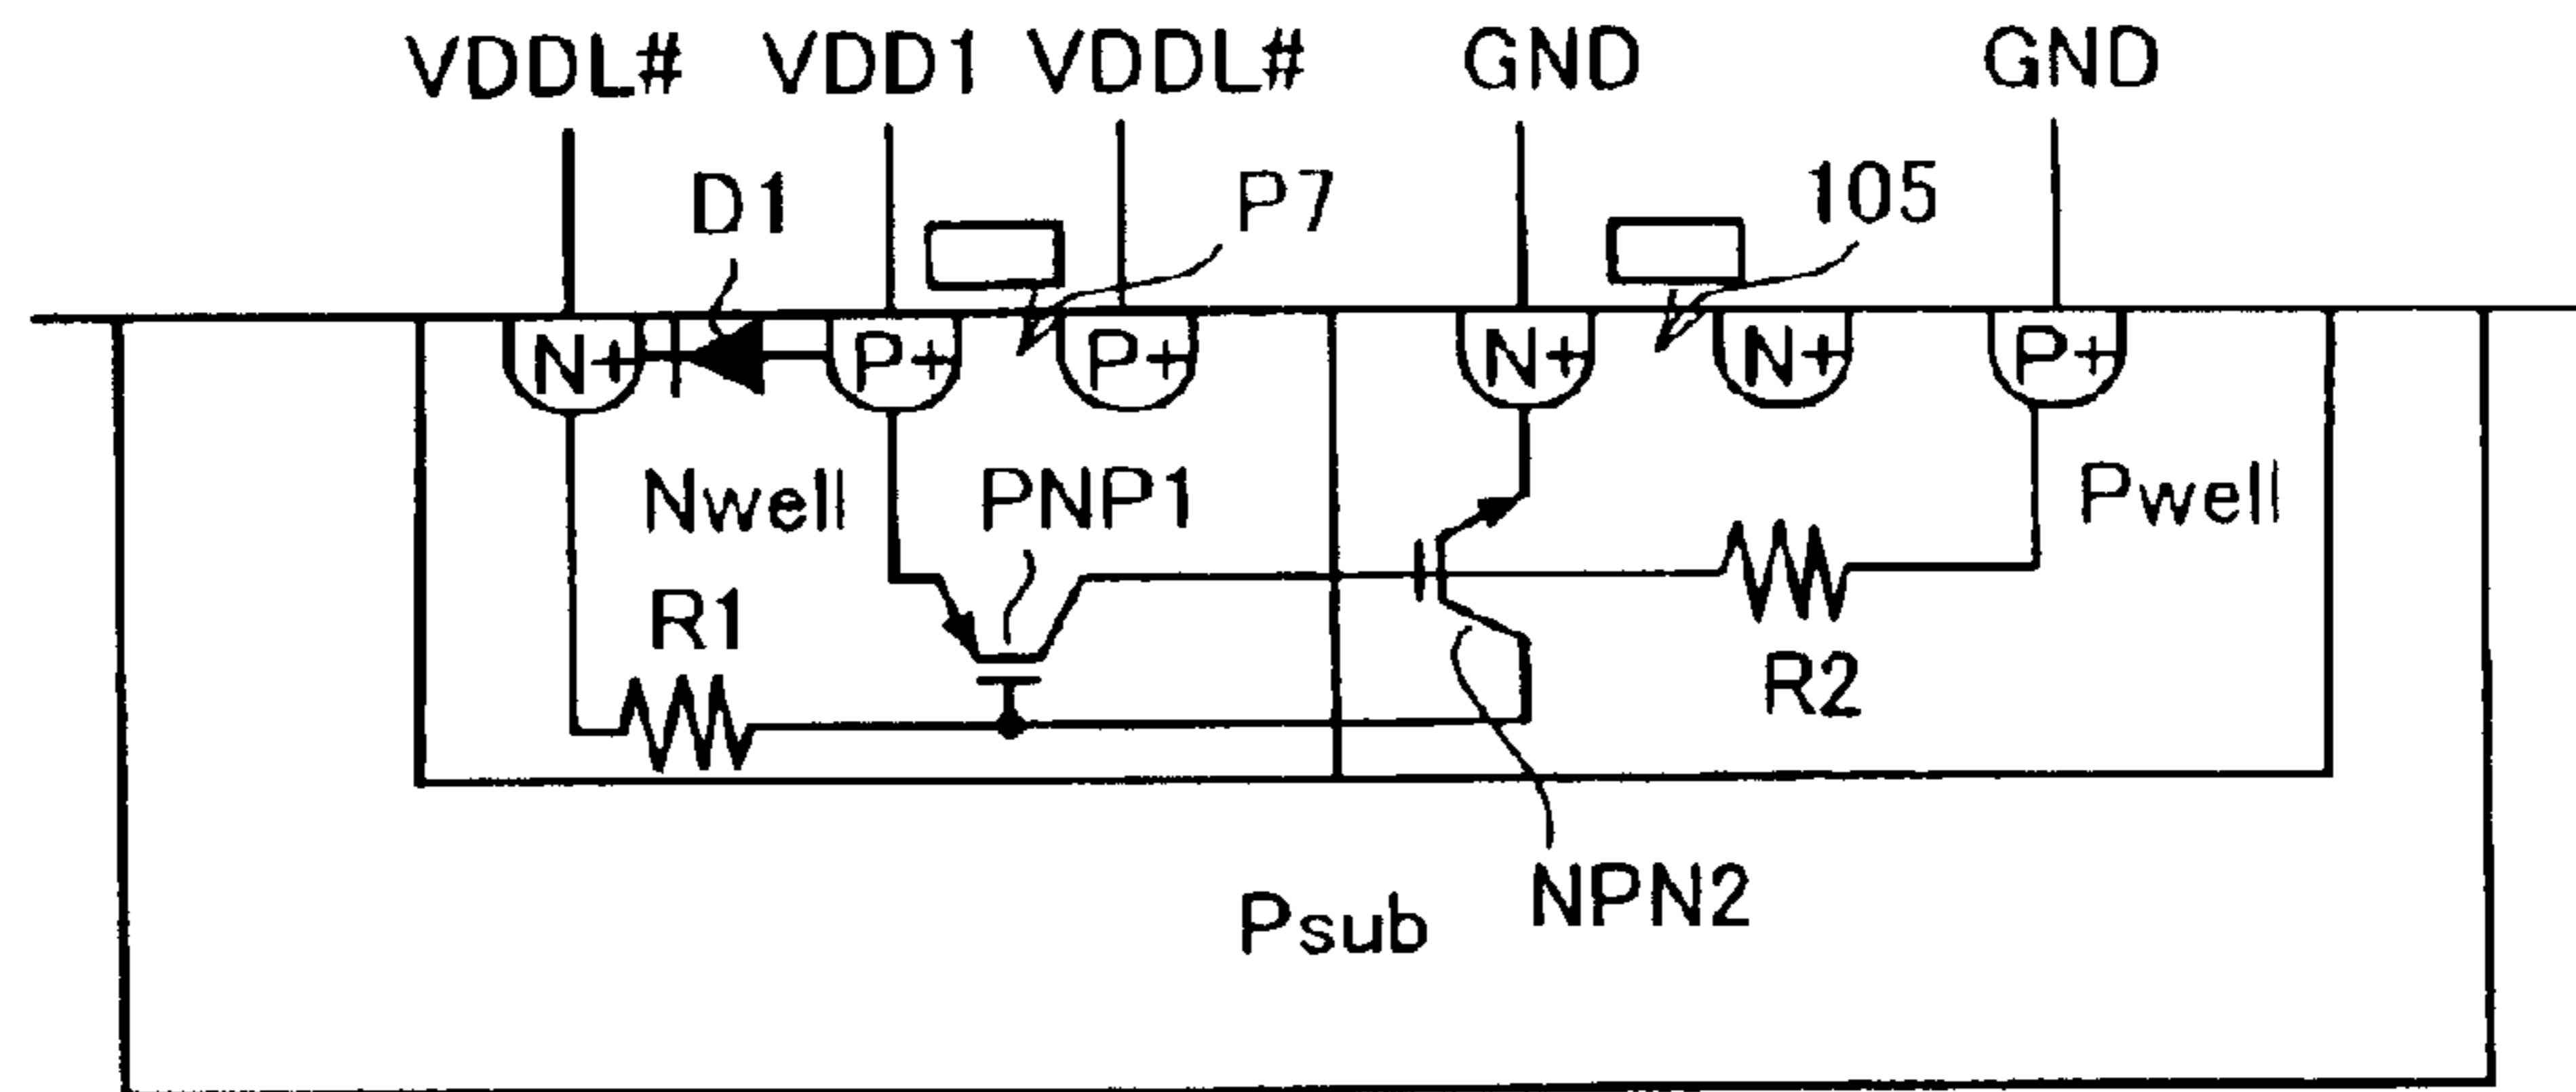 VDDL# VDD1 VDDL# GND GND
D1 P7 105
N+ P+ P+ N+ N+ P+
Nwell PNP1 Pwell
R1 R2
NPN2
Psub